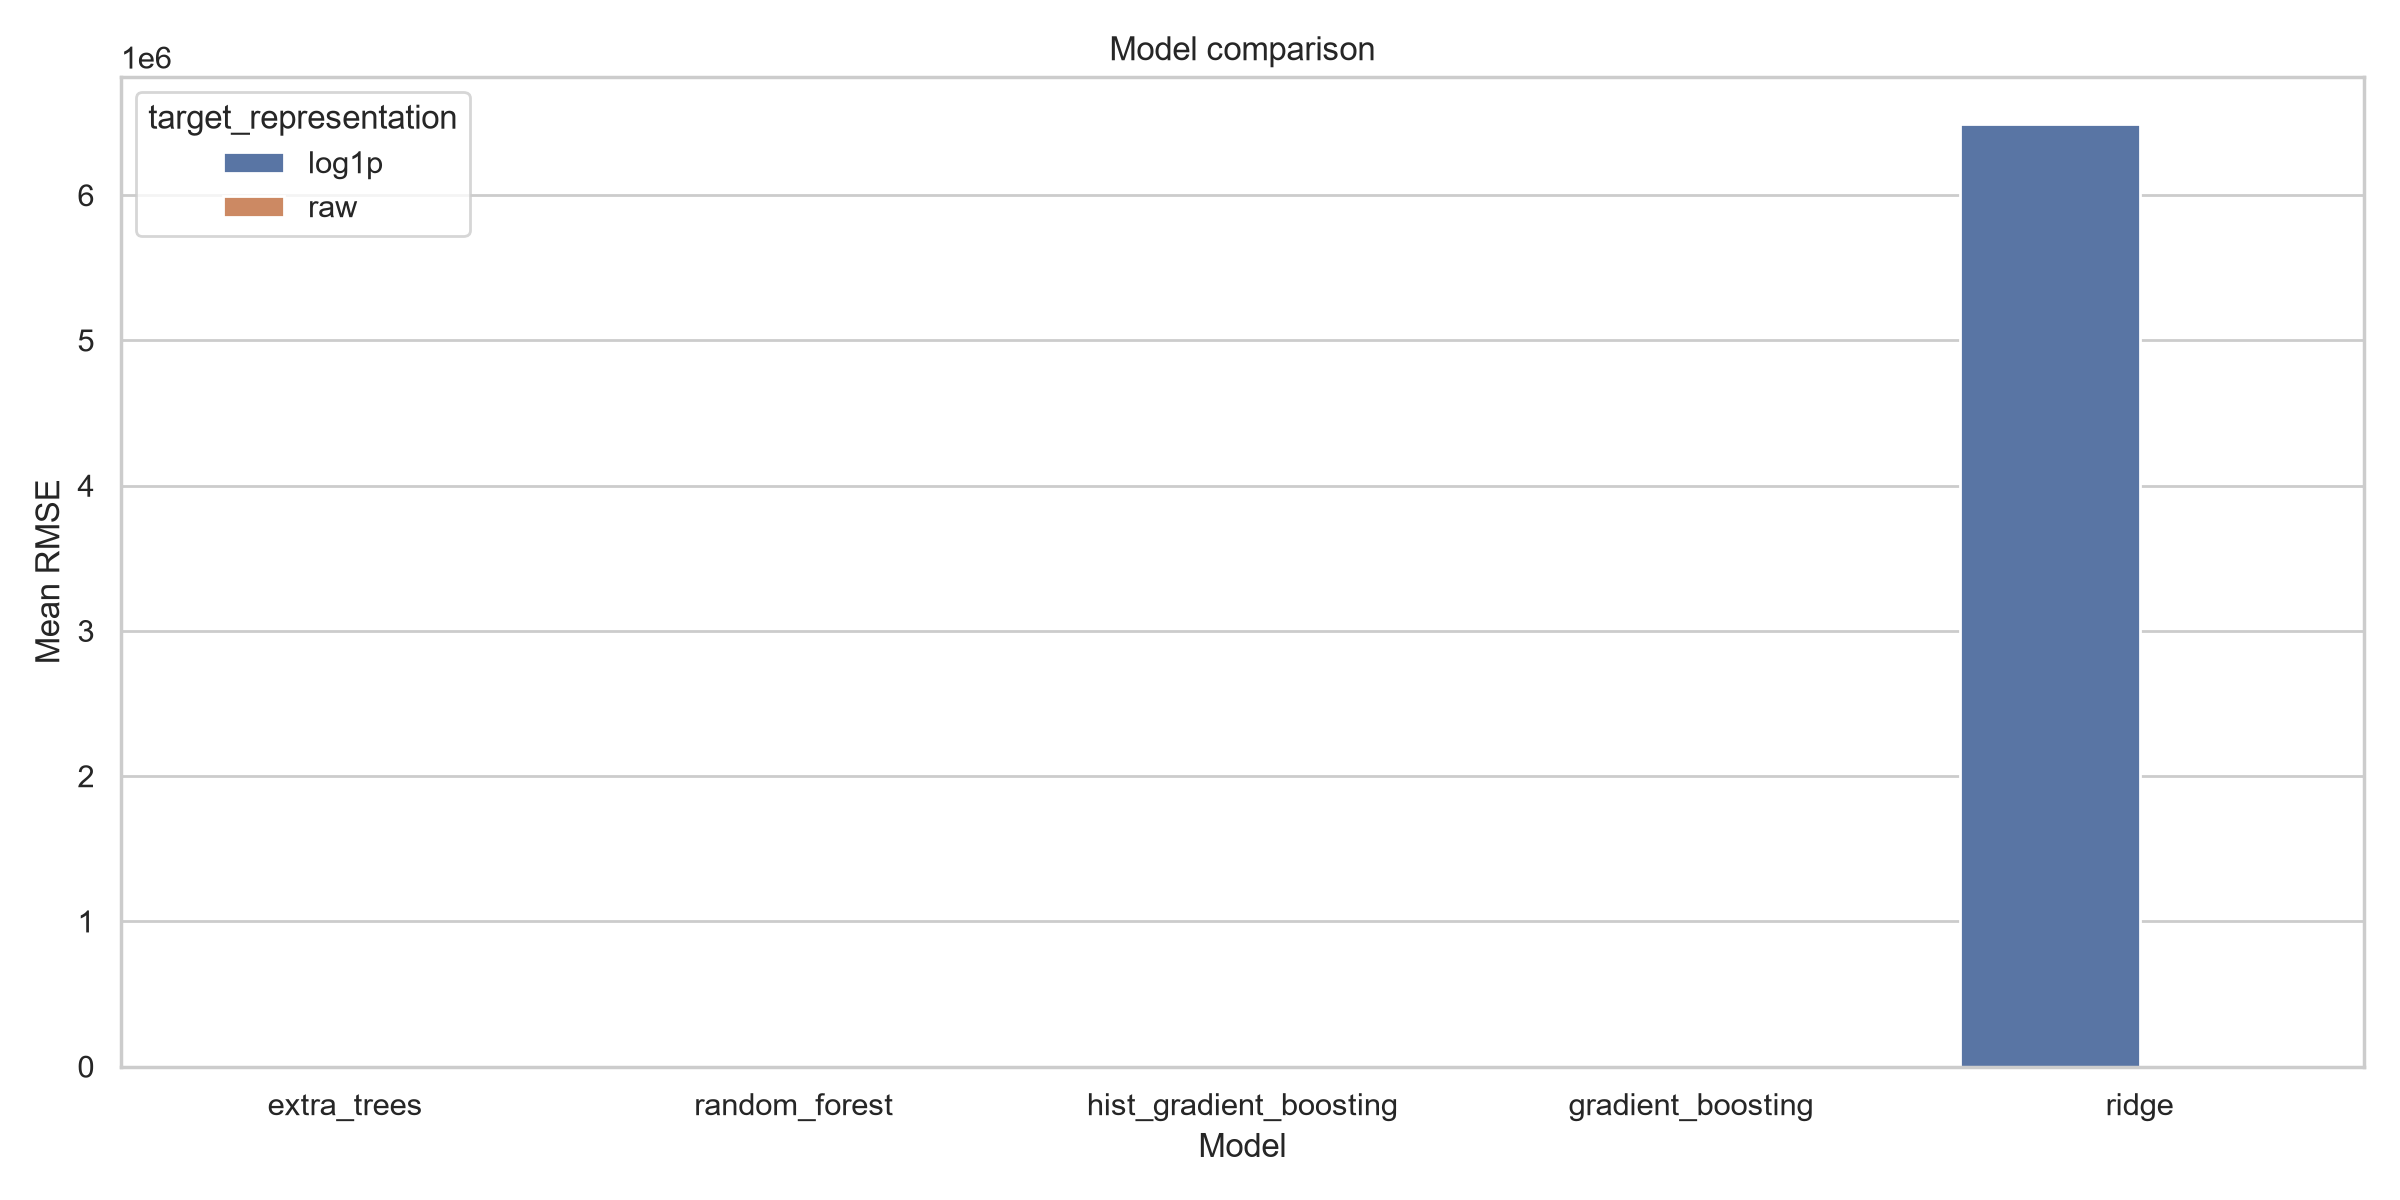 Model comparison
1e6
target_representation
log1p
raw
6
5
4
3
2
1
0
Mean RMSE
extra_trees random_forest hist_gradient_boosting gradient_boosting ridge
Model